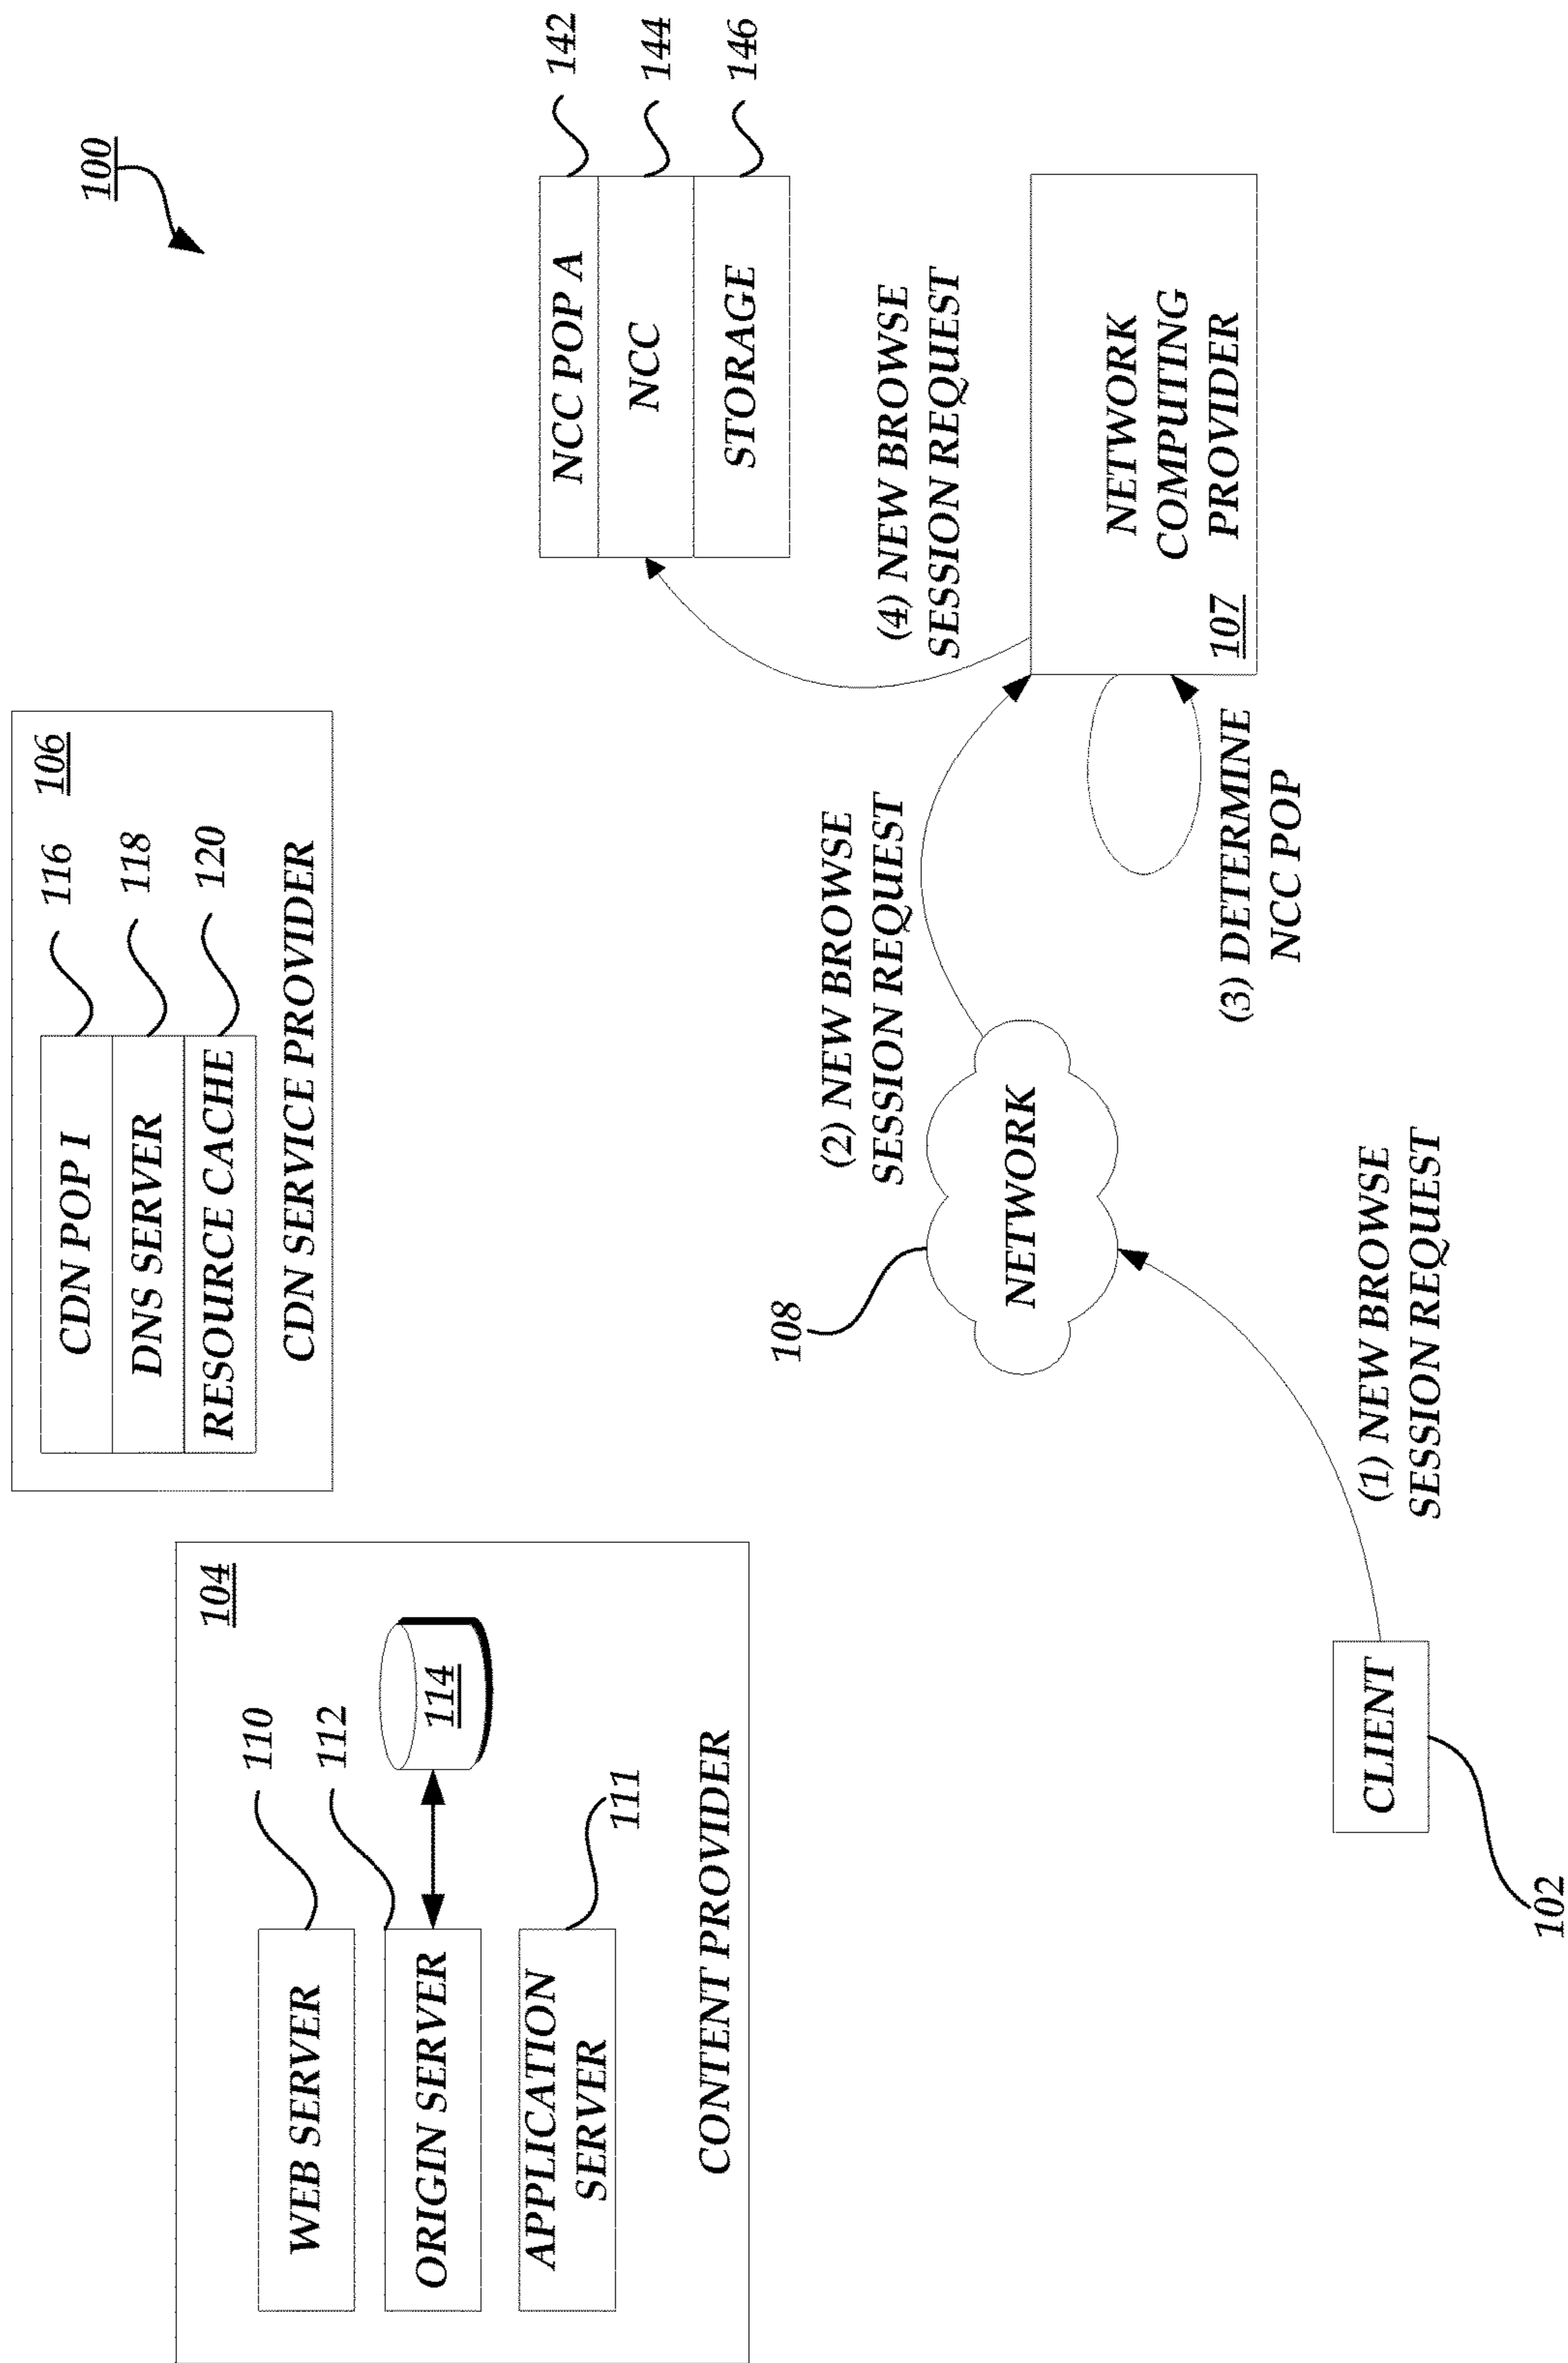 100
104
WEB SERVER
110
ORIGIN SERVER
112
114
APPLICATION
SERVER
111
CONTENT PROVIDER
106
CDN POP I
116
DNS SERVER
118
RESOURCE CACHE
120
CDN SERVICE PROVIDER
NCC POP A
142
NCC
144
STORAGE
146
108
NETWORK
(2) NEW BROWSE
SESSION REQUEST
(4) NEW BROWSE
SESSION REQUEST
NETWORK
COMPUTING
PROVIDER
107
(3) DETERMINE
NCC POP
CLIENT
102
(1) NEW BROWSE
SESSION REQUEST